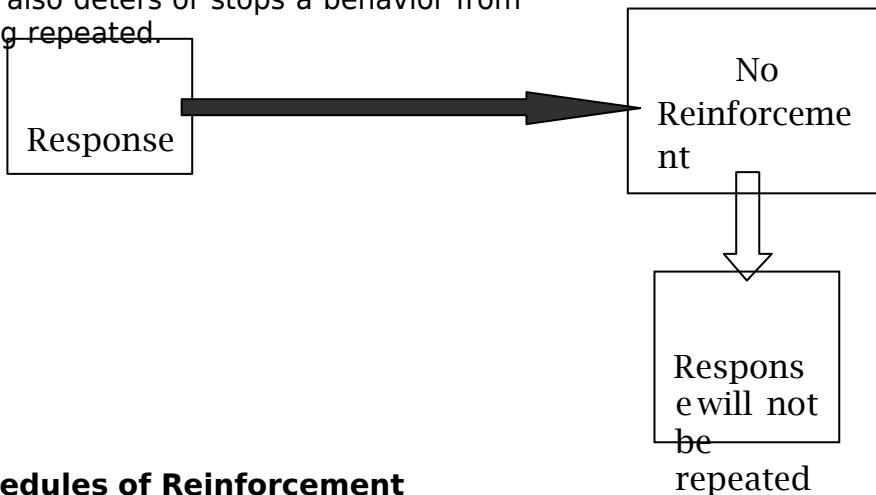 also deters or stops a behavior from
g repeated.
No
Reinforceme
nt
Response
Respons
e will not
be
repeated
edules of Reinforcement